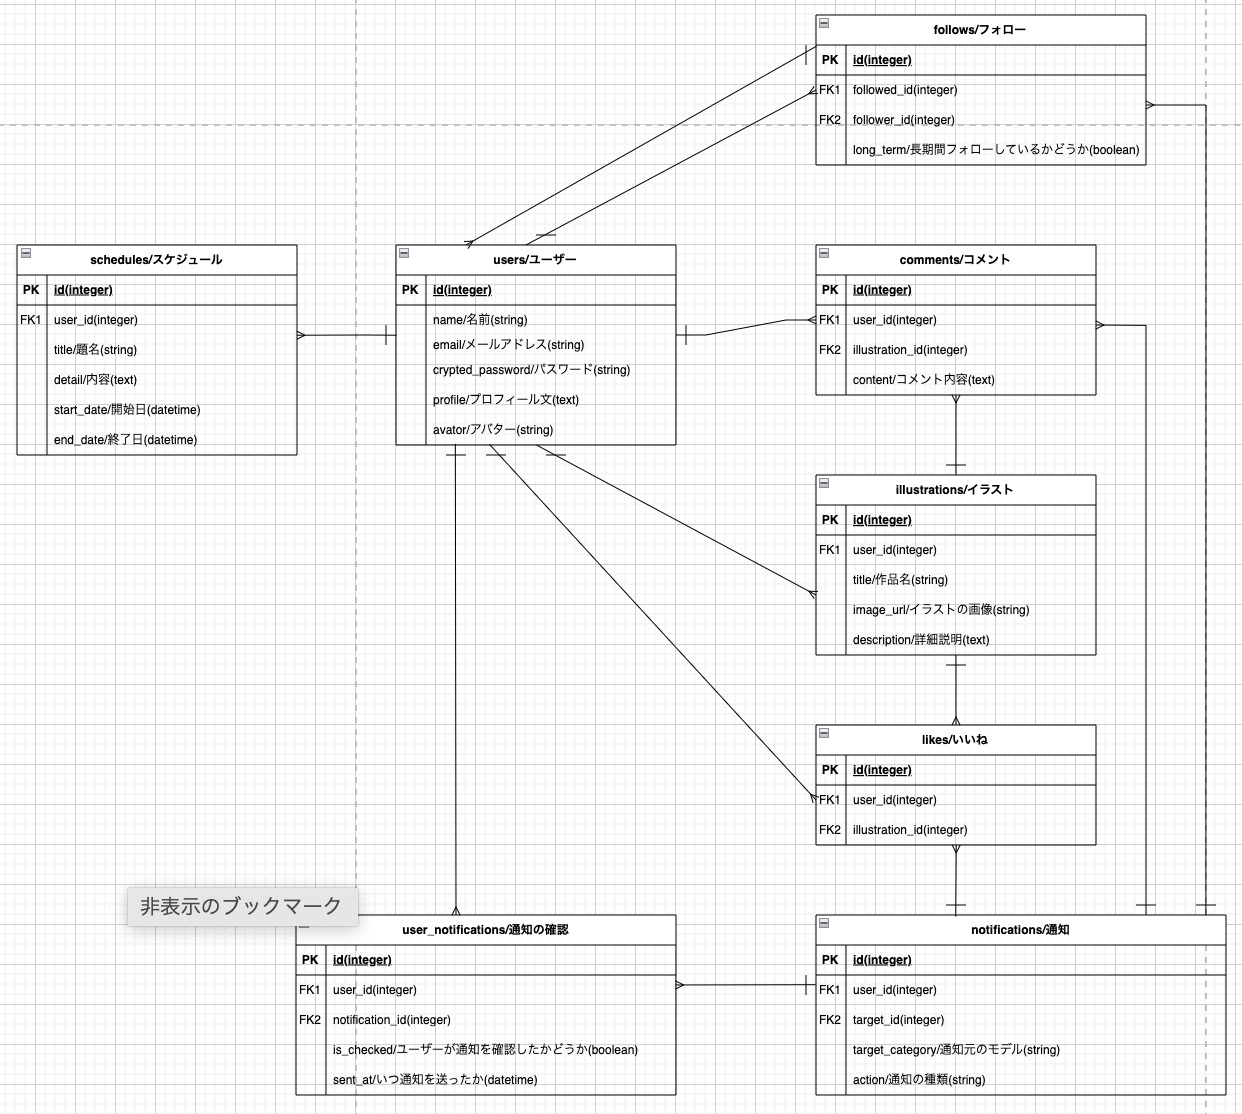 follows/フォロー
PK id(integer)
FK1 followed_id(integer)
FK2 follower_id(integer)
long_term/長期間フォローしているかどうか(boolean)
schedules/スケジュール
PK id(integer)
FK1 user_id(integer)
title/題名(string)
detail/内容(text)
start_date/開始日(datetime)
end_date/終了日(datetime)
users/ユーザー
PK id(integer)
name/名前(string)
email/メールアドレス(string)
crypted_password/パスワード(string)
profile/プロフィール文(text)
avator/アバター(string)
comments/コメント
PK id(integer)
FK1 user_id(integer)
FK2 illustration_id(integer)
content/コメント内容(text)
illustrations/イラスト
PK id(integer)
FK1 user_id(integer)
title/作品名(string)
image_url/イラストの画像(string)
description/詳細説明(text)
likes/いいね
PK id(integer)
FK1 user_id(integer)
FK2 illustration_id(integer)
非表示のブックマーク
user_notifications/通知の確認
PK id(integer)
FK1 user_id(integer)
FK2 notification_id(integer)
is_checked/ユーザーが通知を確認したかどうか(boolean)
sent_at/いつ通知を送ったか(datetime)
notifications/通知
PK id(integer)
FK1 user_id(integer)
FK2 target_id(integer)
target_category/通知元のモデル(string)
action/通知の種類(string)